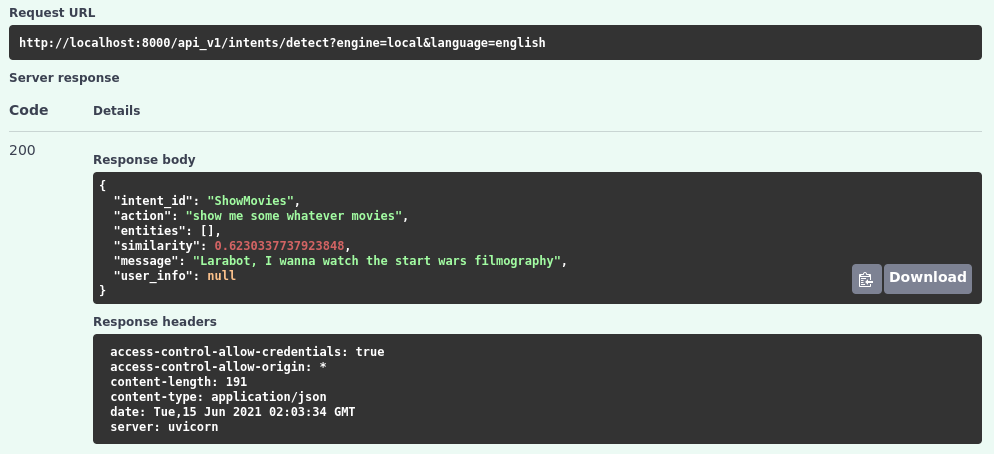 Request URL
http://localhost:8000/api_v1/intents/detect?engine=local&language=english
Server response
Code Details
200
Response body
{
  "intent_id": "ShowMovies",
  "action": "show me some whatever movies",
  "entities": [],
  "similarity": 0.6230337737923848,
  "message": "Larabot, I wanna watch the start wars filmography",
  "user_info": null
}
Download
Response headers
access-control-allow-credentials: true
access-control-allow-origin: *
content-length: 191
content-type: application/json
date: Tue,15 Jun 2021 02:03:34 GMT
server: uvicorn